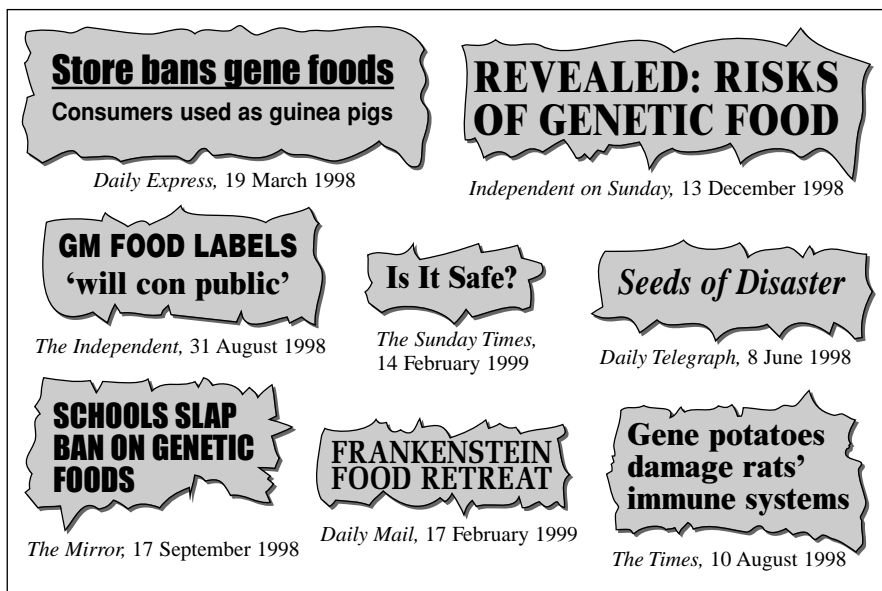 Store bans gene foods
Consumers used as guinea pigs
Daily Express, 19 March 1998
REVEALED: RISKS
OF GENETIC FOOD
Independent on Sunday, 13 December 1998
GM FOOD LABELS
‘will con public’
The Independent, 31 August 1998
Is It Safe?
The Sunday Times,
14 February 1999
Seeds of Disaster
Daily Telegraph, 8 June 1998
SCHOOLS SLAP
BAN ON GENETIC
FOODS
The Mirror, 17 September 1998
FRANKENSTEIN
FOOD RETREAT
Daily Mail, 17 February 1999
Gene potatoes
damage rats’
immune systems
The Times, 10 August 1998